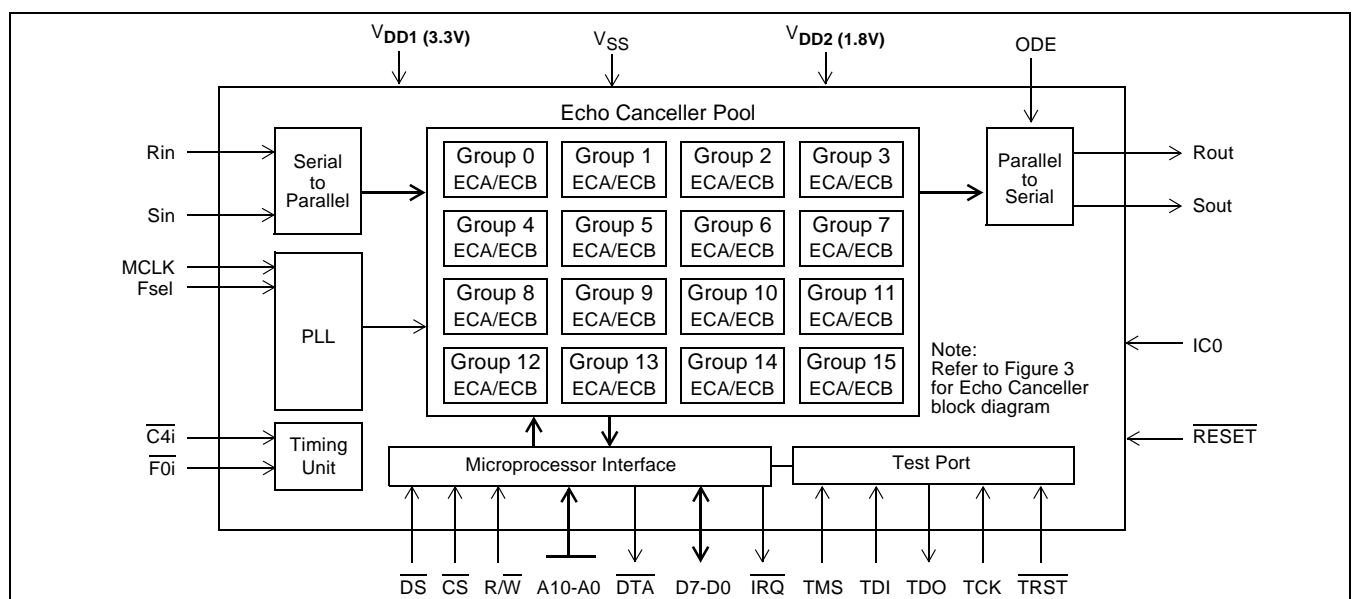 VDD1 (3.3V)
VSS
VDD2 (1.8V)
ODE
Echo Canceller Pool
Rin
Sin
Serial
to
Parallel
Group 0
ECA/ECB
Group 1
ECA/ECB
Group 2
ECA/ECB
Group 3
ECA/ECB
Parallel
to
Serial
Rout
Sout
Group 4
ECA/ECB
Group 5
ECA/ECB
Group 6
ECA/ECB
Group 7
ECA/ECB
MCLK
Fsel
PLL
Group 8
ECA/ECB
Group 9
ECA/ECB
Group 10
ECA/ECB
Group 11
ECA/ECB
Group 12
ECA/ECB
Group 13
ECA/ECB
Group 14
ECA/ECB
Group 15
ECA/ECB
Note:
Refer to Figure 3
for Echo Canceller
block diagram
IC0
RESET
C4i
F0i
Timing
Unit
Microprocessor Interface
Test Port
DS CS R/W A10-A0 DTA D7-D0 IRQ TMS TDI TDO TCK TRST